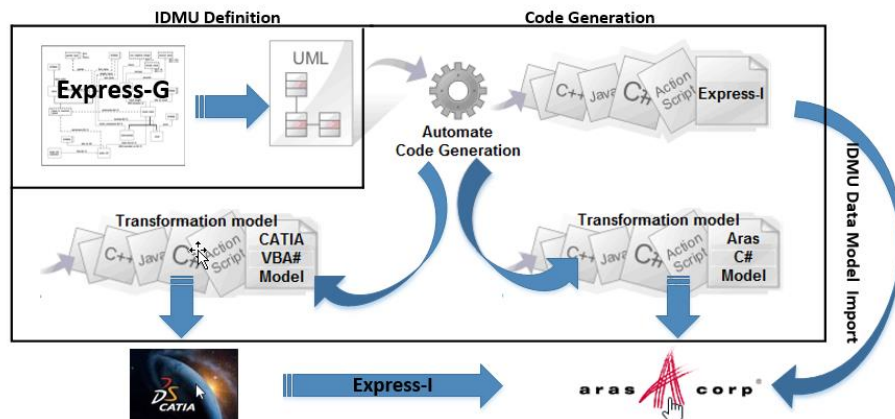 IDMU Definition
Code Generation
Express-G
UML
C++
Java
C++
Action
Script
Express-I
Automate
Code Generation
IDMU Data Model Import
Transformation model
C++
Java
C++
Action
Script
CATIA
VBA#
Model
Transformation model
C++
Java
C++
Action
Script
Aras
C#
Model
DS
CATIA
Express-I
aras
corp®